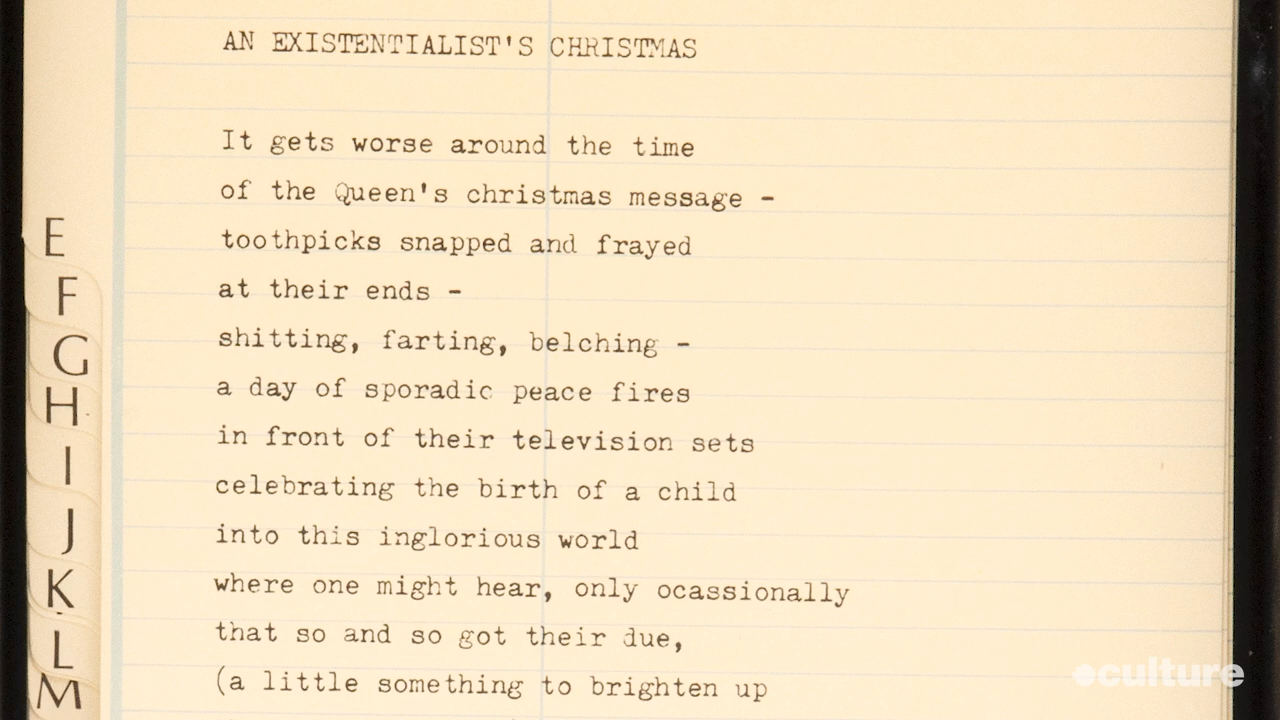 AN EXISTENTIALIST'S CHRISTMAS
It gets worse around the time
of the Queen's christmas message -
toothpicks snapped and frayed
at their ends -
shitting, farting, belching -
a day of sporadic peace fires
in front of their television sets
celebrating the birth of a child
into this inglorious world
where one might hear, only ocassionally
that so and so got their due,
(a little something to brighten up
E
F
G
H
I
J
K
L
M
culture